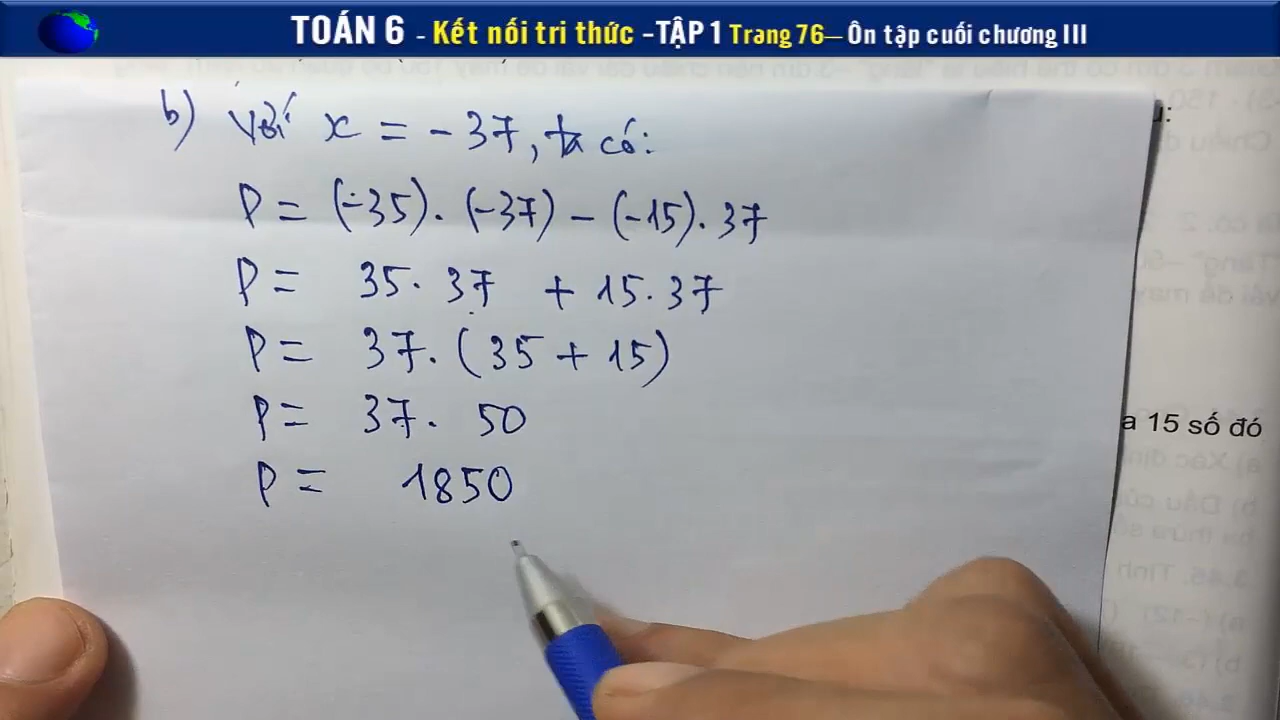 TOÁN 6 - Kết nối tri thức -TẬP 1 Trang 76– Ôn tập cuối chương III
b) Với x = -37, ta có:
P = (-35). (-37) - (-15). 37
P = 35. 37 + 15. 37
P = 37. (35 + 15)
P = 37. 50
P = 1850
a 15 số đó